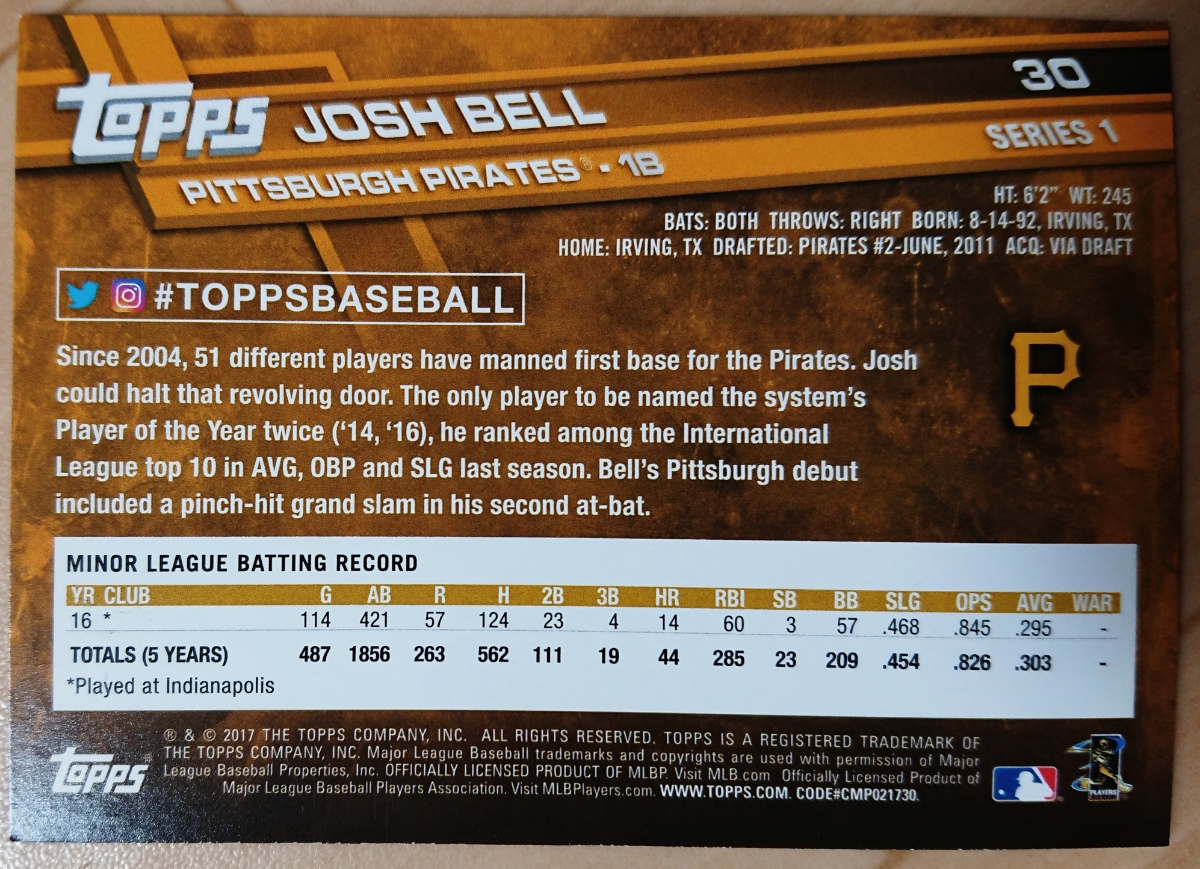 topps JOSH BELL 30
PITTSBURGH PIRATES® • 1B SERIES 1
HT: 6'2" WT: 245
BATS: BOTH THROWS: RIGHT BORN: 8-14-92, IRVING, TX
HOME: IRVING, TX DRAFTED: PIRATES #2-JUNE, 2011 ACQ: VIA DRAFT
#TOPPSBASEBALL
P
Since 2004, 51 different players have manned first base for the Pirates. Josh
could halt that revolving door. The only player to be named the system's
Player of the Year twice ('14, '16), he ranked among the International
League top 10 in AVG, OBP and SLG last season. Bell's Pittsburgh debut
included a pinch-hit grand slam in his second at-bat.
MINOR LEAGUE BATTING RECORD
YR CLUB G AB R H 2B 3B HR RBI SB BB SLG OPS AVG WAR
16 * 114 421 57 124 23 4 14 60 3 57 .468 .845 .295 -
TOTALS (5 YEARS) 487 1856 263 562 111 19 44 285 23 209 .454 .826 .303 -
*Played at Indianapolis
® & © 2017 THE TOPPS COMPANY, INC. ALL RIGHTS RESERVED. TOPPS IS A REGISTERED TRADEMARK OF
THE TOPPS COMPANY, INC. Major League Baseball trademarks and copyrights are used with permission of Major
League Baseball Properties, Inc. OFFICIALLY LICENSED PRODUCT OF MLBP. Visit MLB.com Officially Licensed Product of
Major League Baseball Players Association. Visit MLBPlayers.com. WWW.TOPPS.COM. CODE#CMP021730.
topps®
PLAYERS